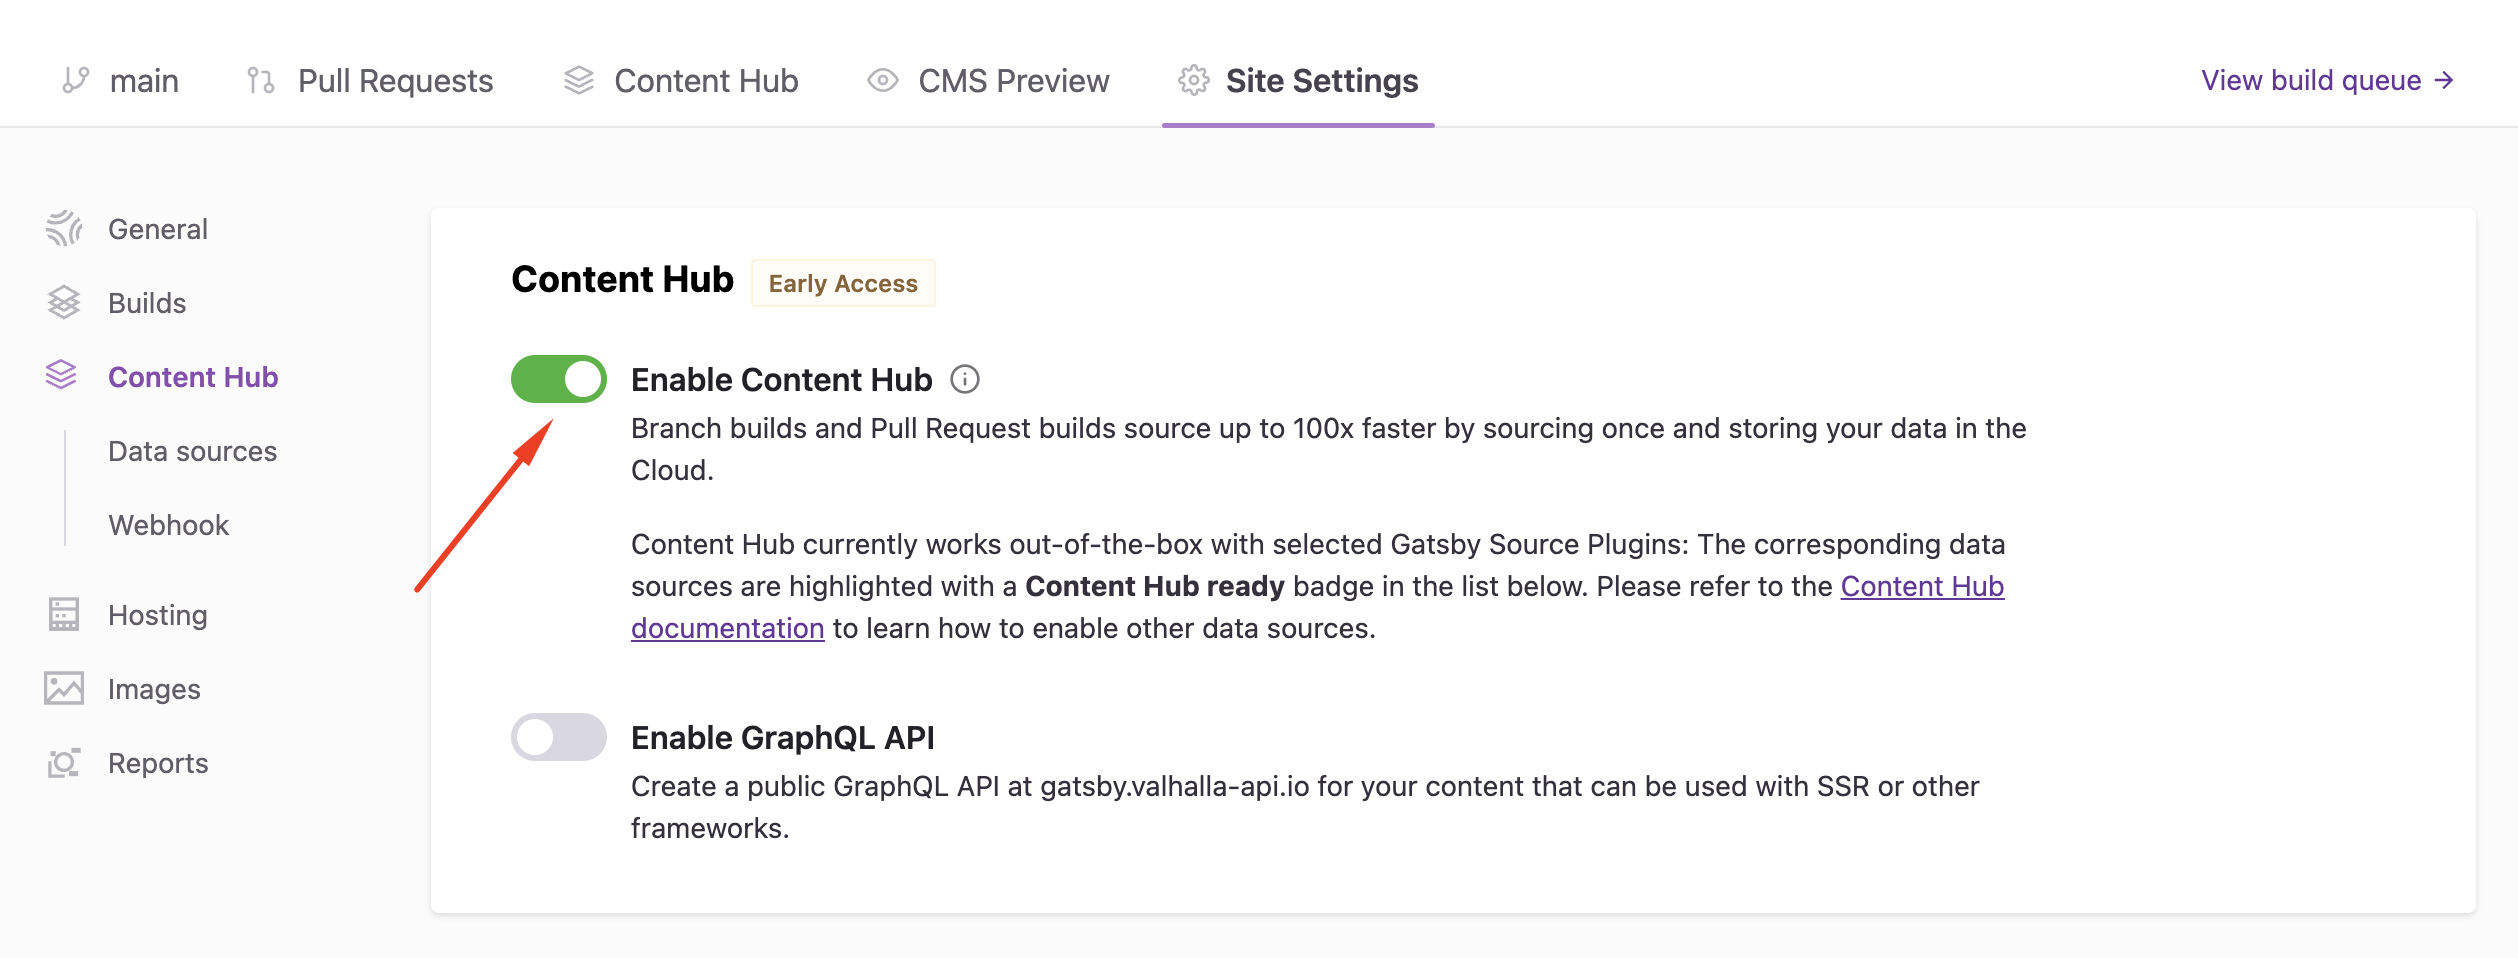 main
Pull Requests
Content Hub
CMS Preview
Site Settings
View build queue →
General
Builds
Content Hub
Data sources
Webhook
Hosting
Images
Reports
Content Hub
Early Access
Enable Content Hub
Branch builds and Pull Request builds source up to 100x faster by sourcing once and storing your data in the
Cloud.
Content Hub currently works out-of-the-box with selected Gatsby Source Plugins: The corresponding data
sources are highlighted with a Content Hub ready badge in the list below. Please refer to the Content Hub
documentation to learn how to enable other data sources.
Enable GraphQL API
Create a public GraphQL API at gatsby.valhalla-api.io for your content that can be used with SSR or other
frameworks.